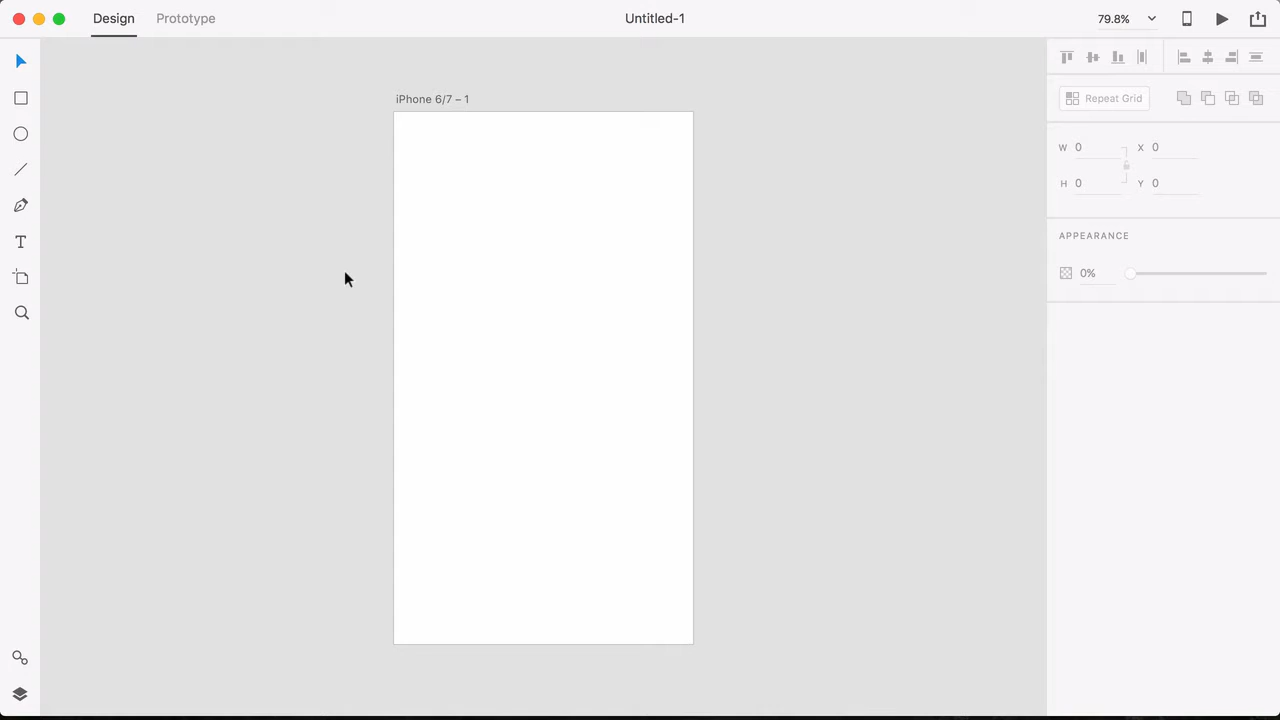 Design Prototype Untitled-1 79.8%
iPhone 6/7 – 1
Repeat Grid
W 0 X 0
H 0 Y 0
APPEARANCE
0%
T